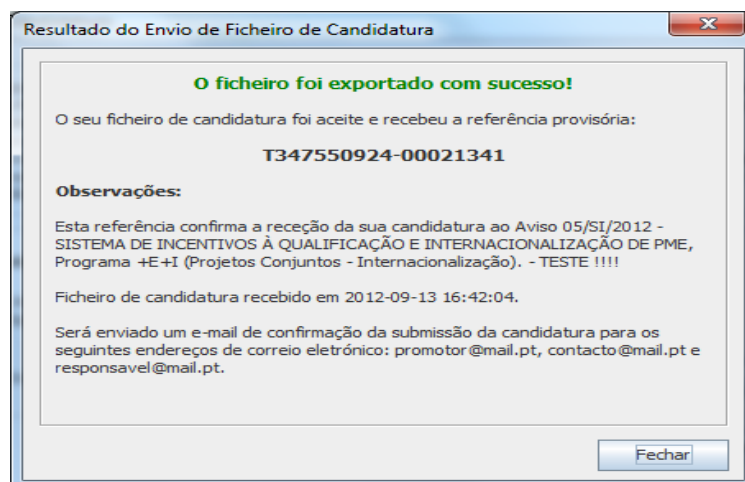 Resultado do Envio de Ficheiro de Candidatura
O ficheiro foi exportado com sucesso!
O seu ficheiro de candidatura foi aceite e recebeu a referência provisória:
T347550924-00021341
Observações:
Esta referência confirma a receção da sua candidatura ao Aviso 05/SI/2012 -
SISTEMA DE INCENTIVOS À QUALIFICAÇÃO E INTERNACIONALIZAÇÃO DE PME,
Programa +E+I (Projetos Conjuntos - Internacionalização). - TESTE !!!!
Ficheiro de candidatura recebido em 2012-09-13 16:42:04.
Será enviado um e-mail de confirmação da submissão da candidatura para os
seguintes endereços de correio eletrónico: promotor@mail.pt, contacto@mail.pt e
responsavel@mail.pt.
Fechar